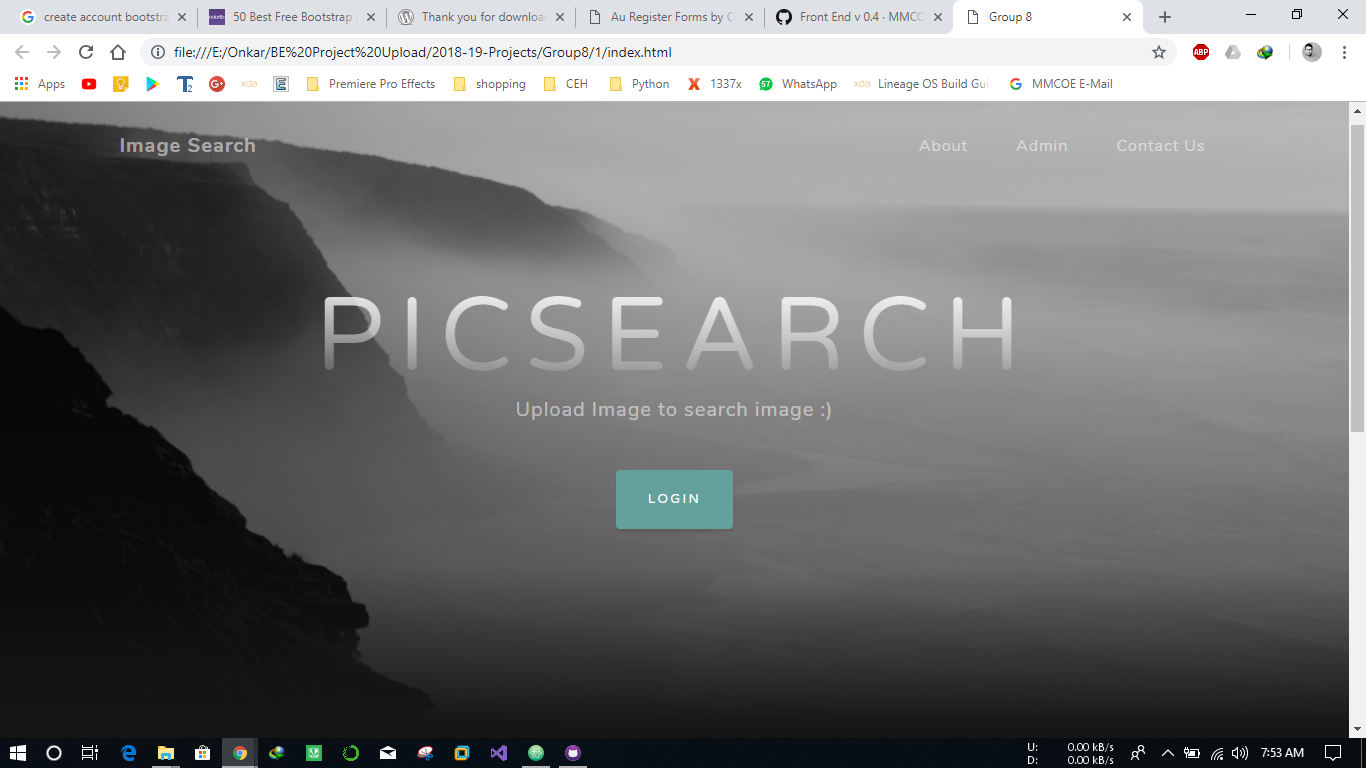 create account bootstra
50 Best Free Bootstrap
Thank you for downloa
Au Register Forms by C
Front End v 0.4 · MMCC
Group 8
file:///E:/Onkar/BE%20Project%20Upload/2018-19-Projects/Group8/1/index.html
ABP
Apps
Premiere Pro Effects
shopping
CEH
Python
1337x
WhatsApp
Lineage OS Build Gui
MMCOE E-Mail
Image Search
About
Admin
Contact Us
PICSEARCH
Upload Image to search image :)
LOGIN
U: 0.00 kB/s
D: 0.00 kB/s
7:53 AM